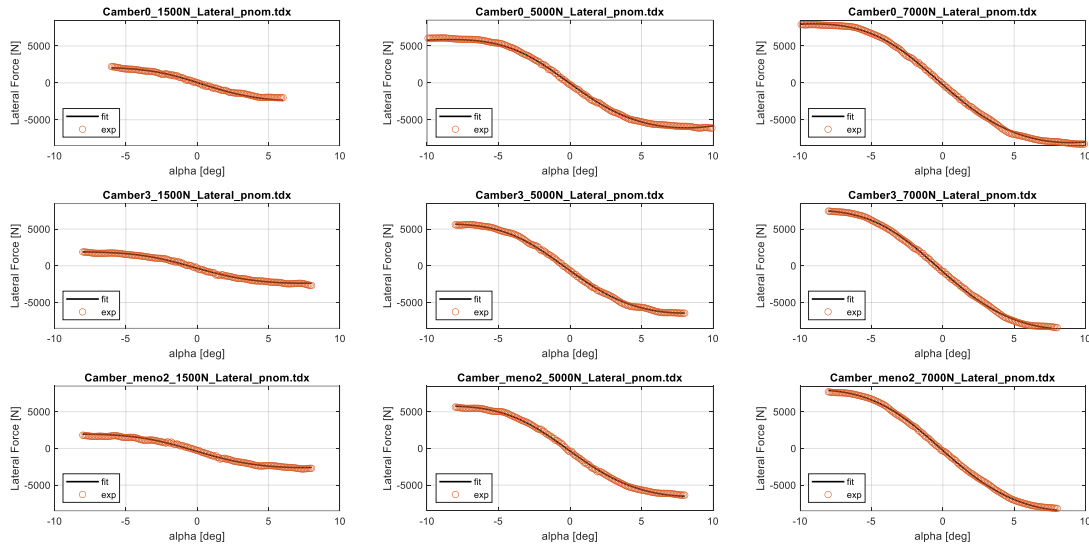 Camber0_1500N_Lateral_pnom.tdx
Lateral Force [N]
5000
0
-5000
fit
exp
-10 -5 0 5 10
alpha [deg]
Camber0_5000N_Lateral_pnom.tdx
Lateral Force [N]
5000
0
-5000
fit
exp
-10 -5 0 5 10
alpha [deg]
Camber0_7000N_Lateral_pnom.tdx
Lateral Force [N]
5000
0
-5000
fit
exp
-10 -5 0 5 10
alpha [deg]
Camber3_1500N_Lateral_pnom.tdx
Lateral Force [N]
5000
0
-5000
fit
exp
-10 -5 0 5 10
alpha [deg]
Camber3_5000N_Lateral_pnom.tdx
Lateral Force [N]
5000
0
-5000
fit
exp
-10 -5 0 5 10
alpha [deg]
Camber3_7000N_Lateral_pnom.tdx
Lateral Force [N]
5000
0
-5000
fit
exp
-10 -5 0 5 10
alpha [deg]
Camber_meno2_1500N_Lateral_pnom.tdx
Lateral Force [N]
5000
0
-5000
fit
exp
-10 -5 0 5 10
alpha [deg]
Camber_meno2_5000N_Lateral_pnom.tdx
Lateral Force [N]
5000
0
-5000
fit
exp
-10 -5 0 5 10
alpha [deg]
Camber_meno2_7000N_Lateral_pnom.tdx
Lateral Force [N]
5000
0
-5000
fit
exp
-10 -5 0 5 10
alpha [deg]